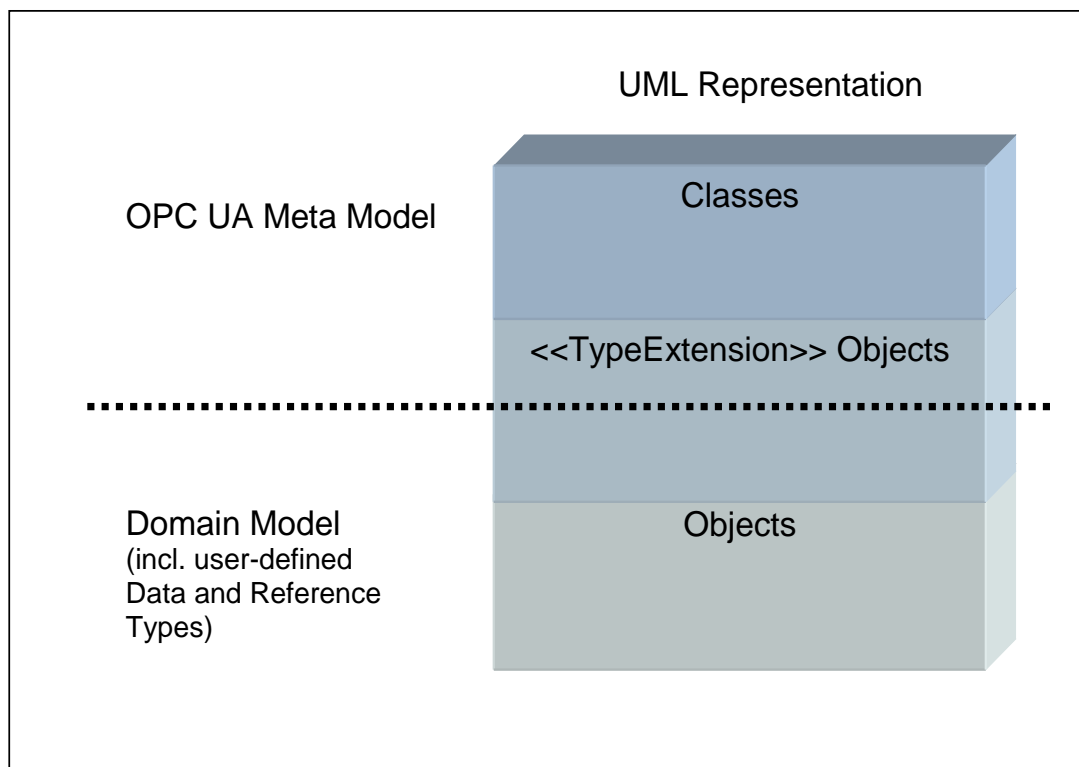 UML Representation
Classes
OPC UA Meta Model
<<TypeExtension>> Objects
Domain Model
(incl. user-defined
Data and Reference
Types)
Objects